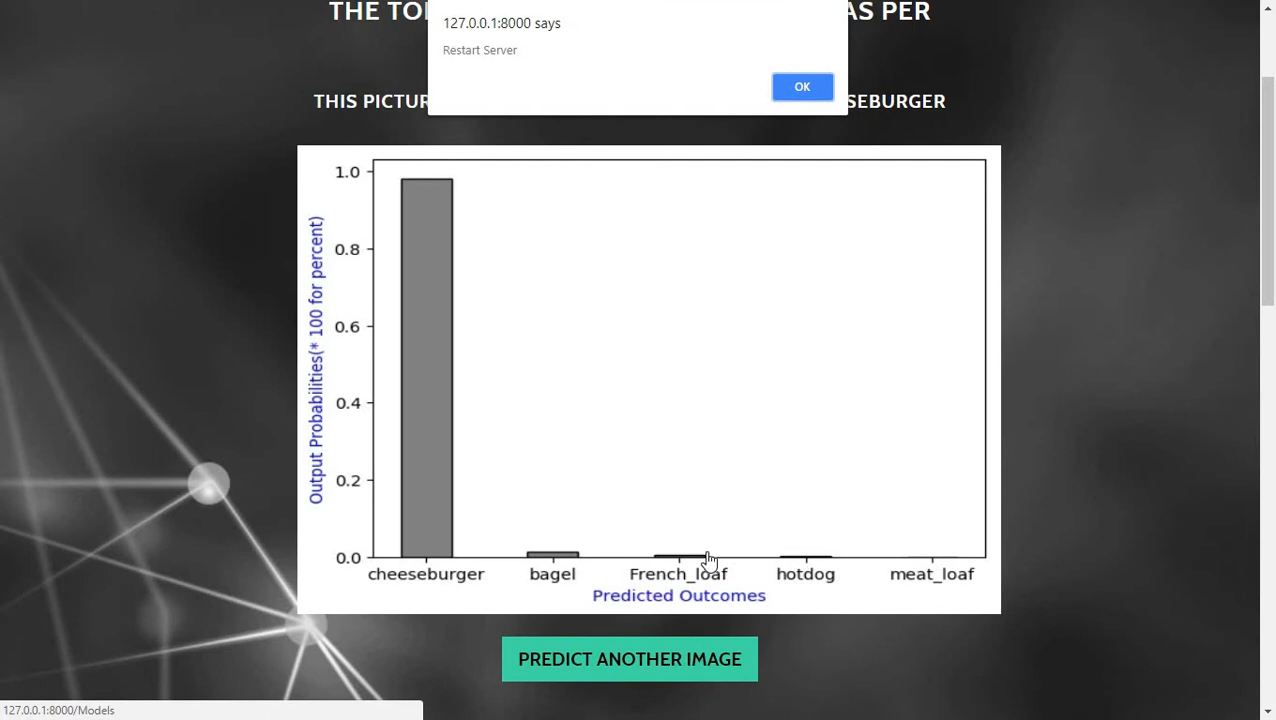 THE TO
AS PER
127.0.0.1:8000 says
Restart Server
OK
THIS PICTUR
SEBURGER
Output Probabilities(* 100 for percent)
1.0
0.8
0.6
0.4
0.2
0.0
cheeseburger bagel French_loaf hotdog meat_loaf
Predicted Outcomes
PREDICT ANOTHER IMAGE
127.0.0.1:8000/Models